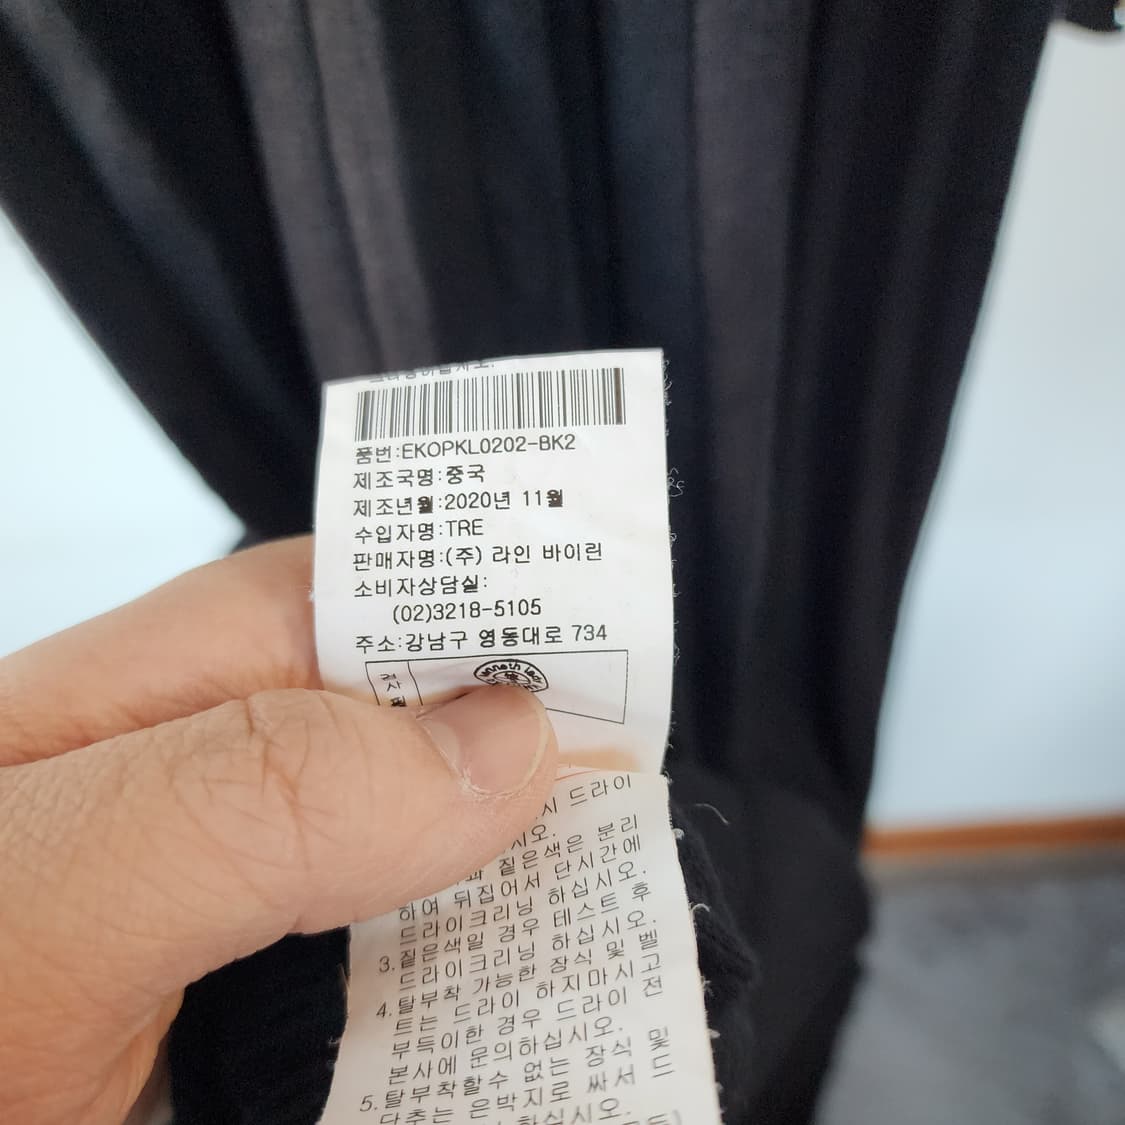 품번:EKOPKL0202-BK2
제조국명:중국
제조년월:2020년 11월
수입자명:TRE
판매자명:(주) 라인 바이린
소비자상담실:
(02)3218-5105
주소:강남구 영동대로 734
검사
드라이
짙은색은 분리
하여 뒤집어서 단시간에
드라이크리닝 하십시오.
3. 짙은색일 경우 테스트 후
드라이크리닝 하십시오.
4. 탈부착 가능한 장식 및 벨
트는 드라이 하지마시고
부득이한 경우 드라이 전
본사에 문의하십시오.
5. 탈부착할수 없는 장식 및
단추는 은박지로 싸서 드
하십시오.